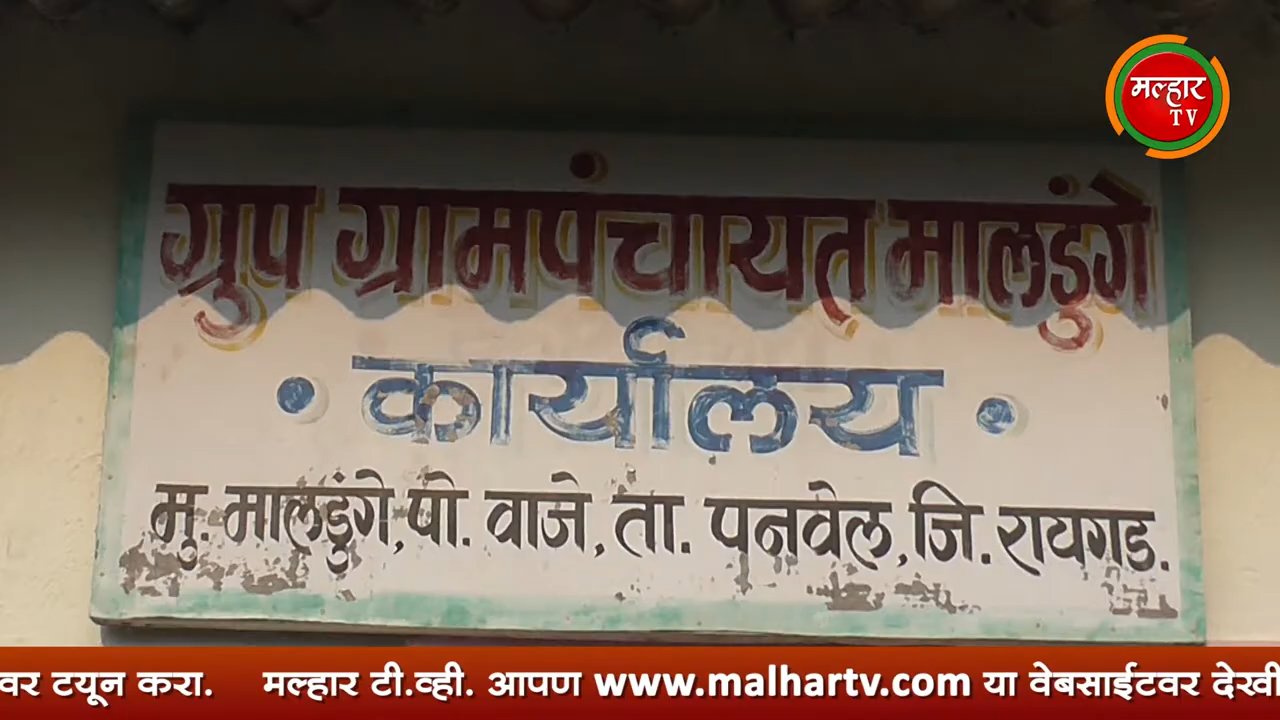 मल्हार
TV
ग्रुप ग्रामपंचायत मालडुंगे
• कार्यालय •
मु. मालडुंगे, पो. वाजे, ता. पनवेल, जि. रायगड.
वर टयून करा. मल्हार टी.व्ही. आपण www.malhartv.com या वेबसाईटवर देखी